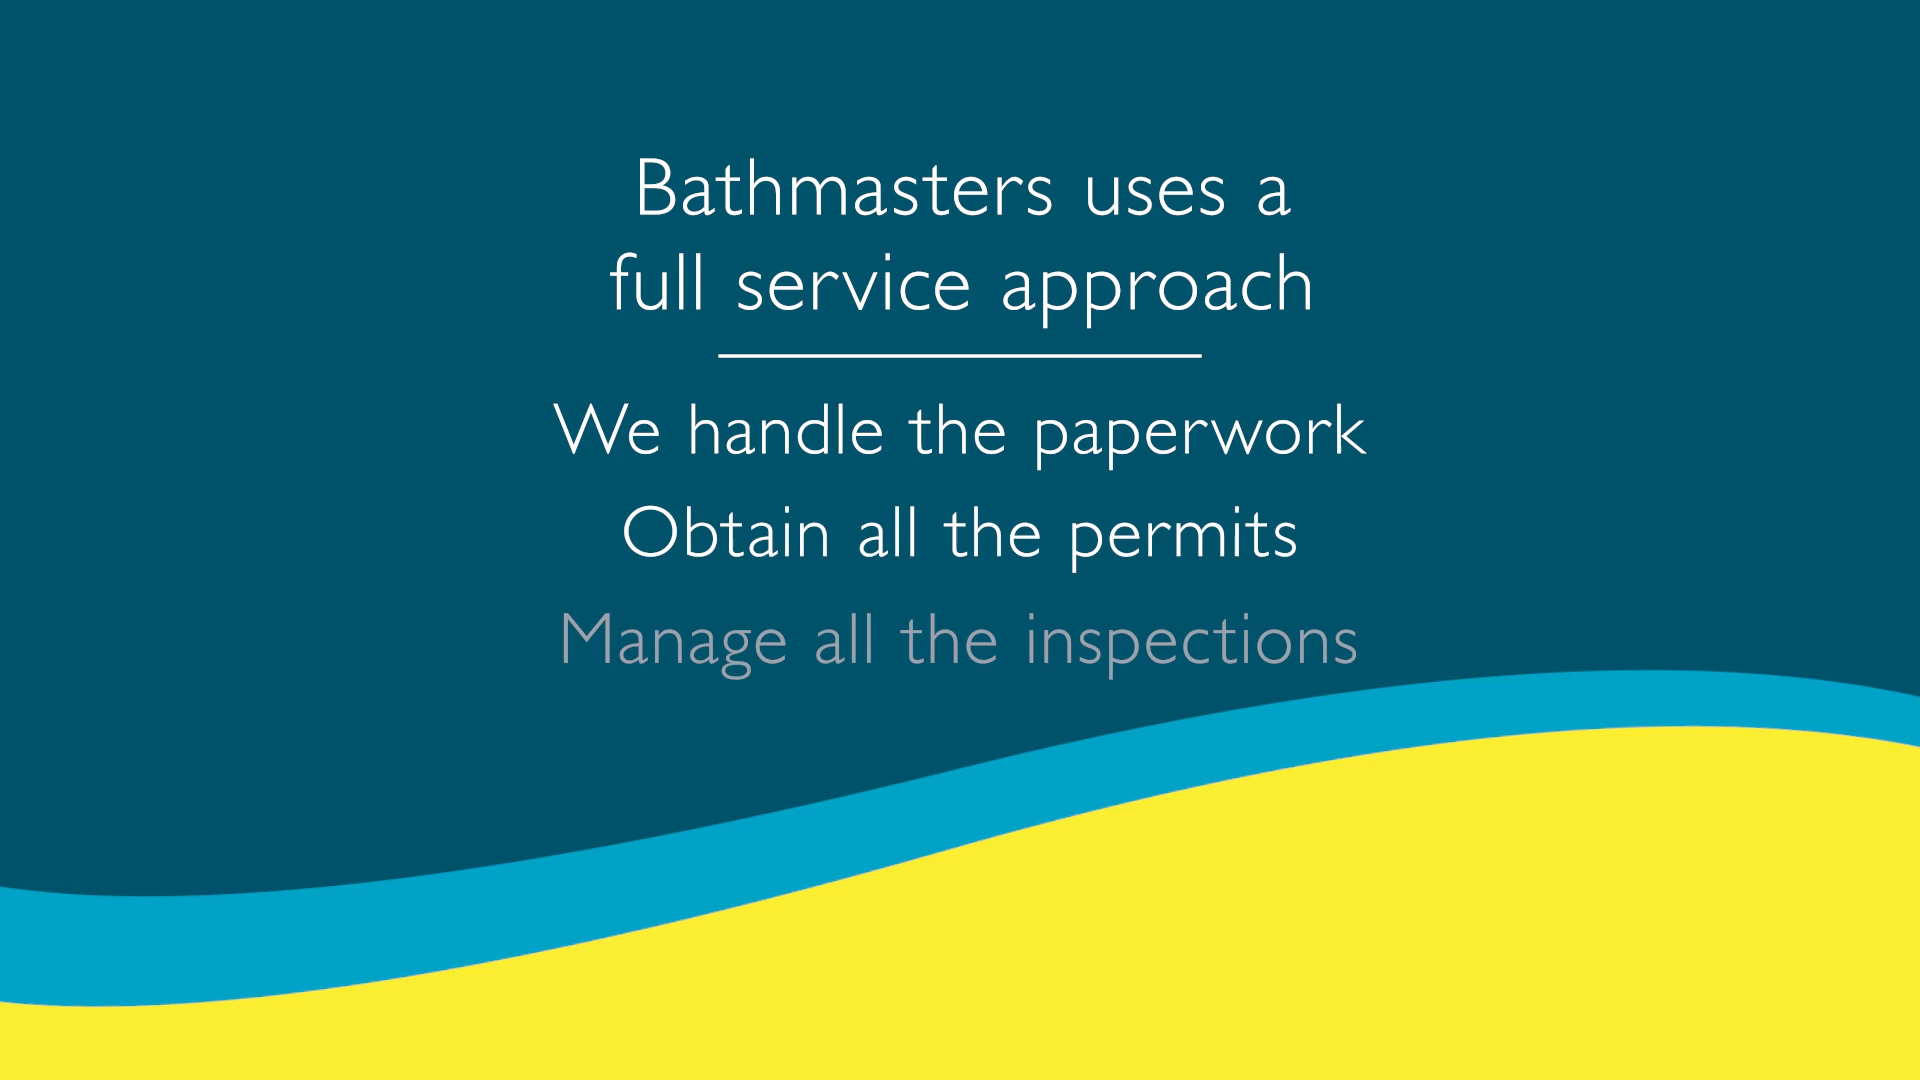 Bathmasters uses a
full service approach
We handle the paperwork
Obtain all the permits
Manage all the inspections